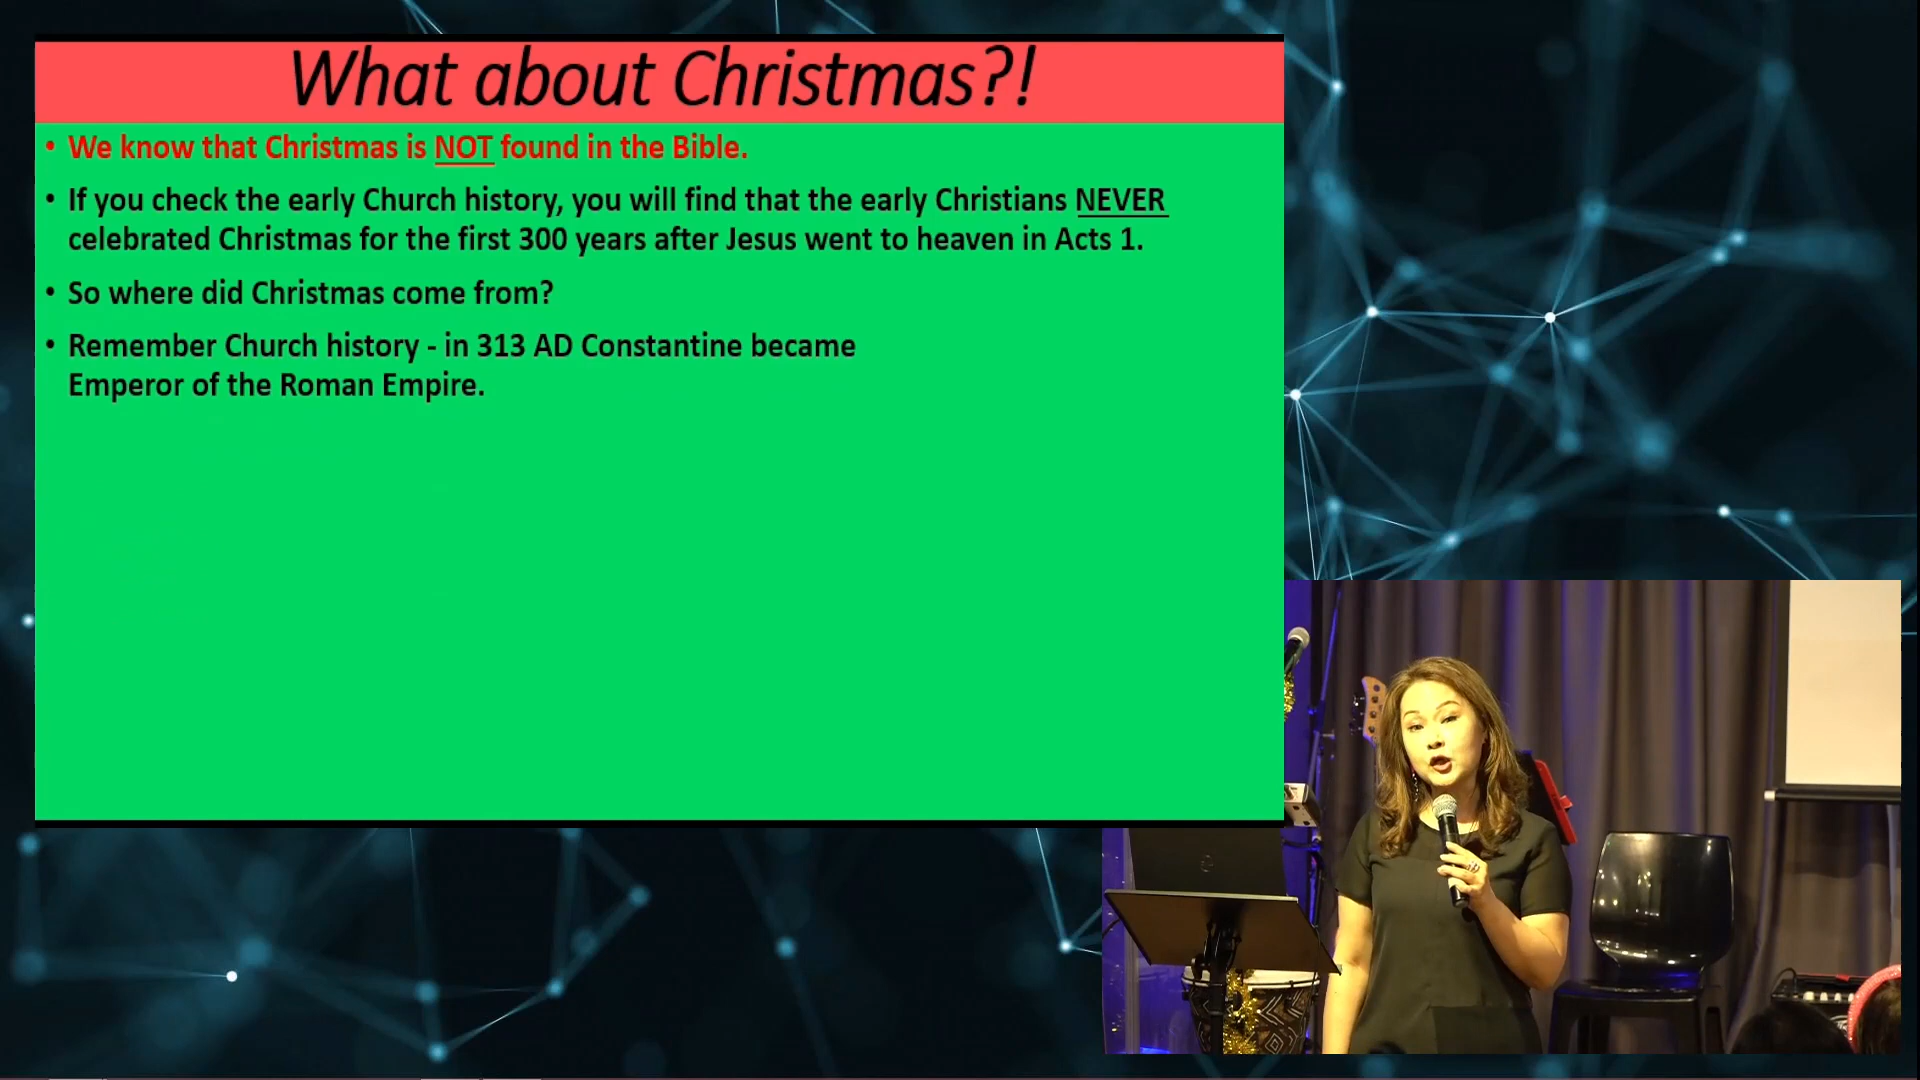 What about Christmas?!
• We know that Christmas is NOT found in the Bible.
• If you check the early Church history, you will find that the early Christians NEVER
celebrated Christmas for the first 300 years after Jesus went to heaven in Acts 1.
• So where did Christmas come from?
• Remember Church history - in 313 AD Constantine became
Emperor of the Roman Empire.